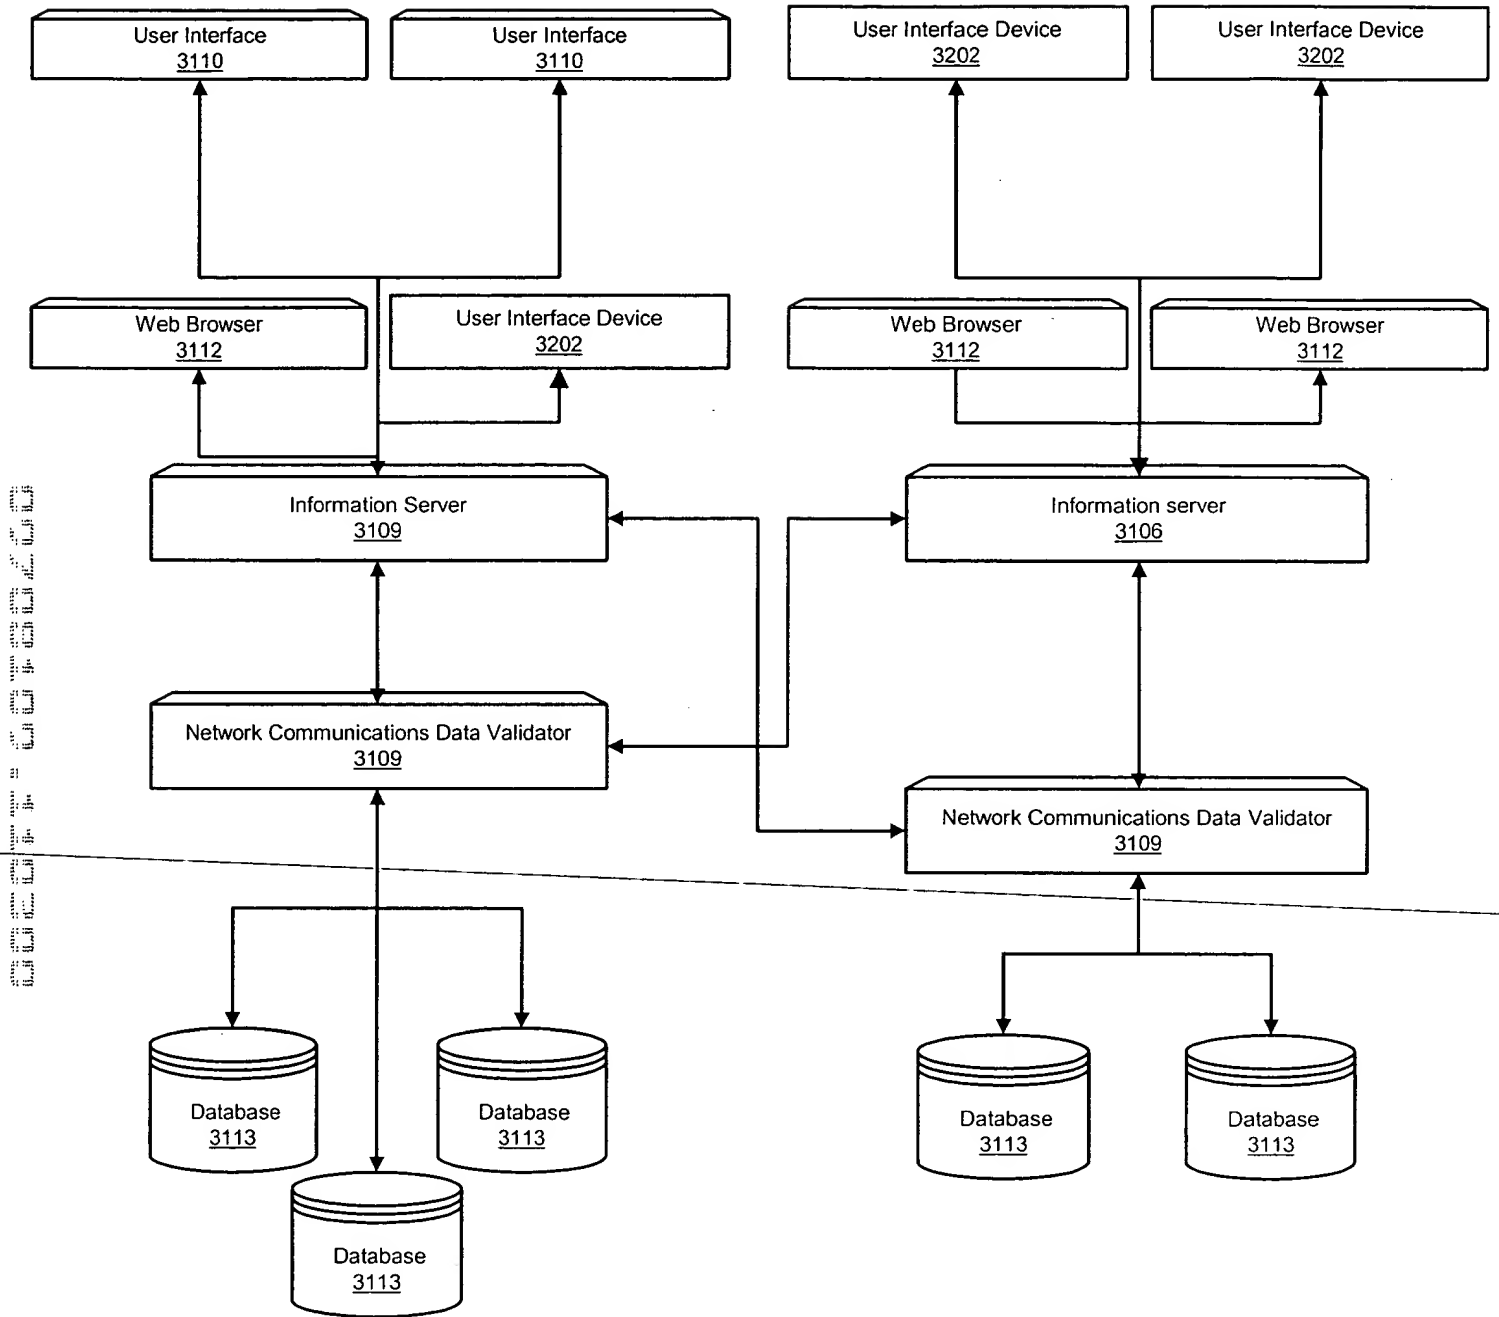 User Interface
3110
User Interface
3110
User Interface Device
3202
User Interface Device
3202
Web Browser
3112
User Interface Device
3202
Web Browser
3112
Web Browser
3112
Information Server
3109
Information server
3106
Network Communications Data Validator
3109
Network Communications Data Validator
3109
Database
3113
Database
3113
Database
3113
Database
3113
Database
3113